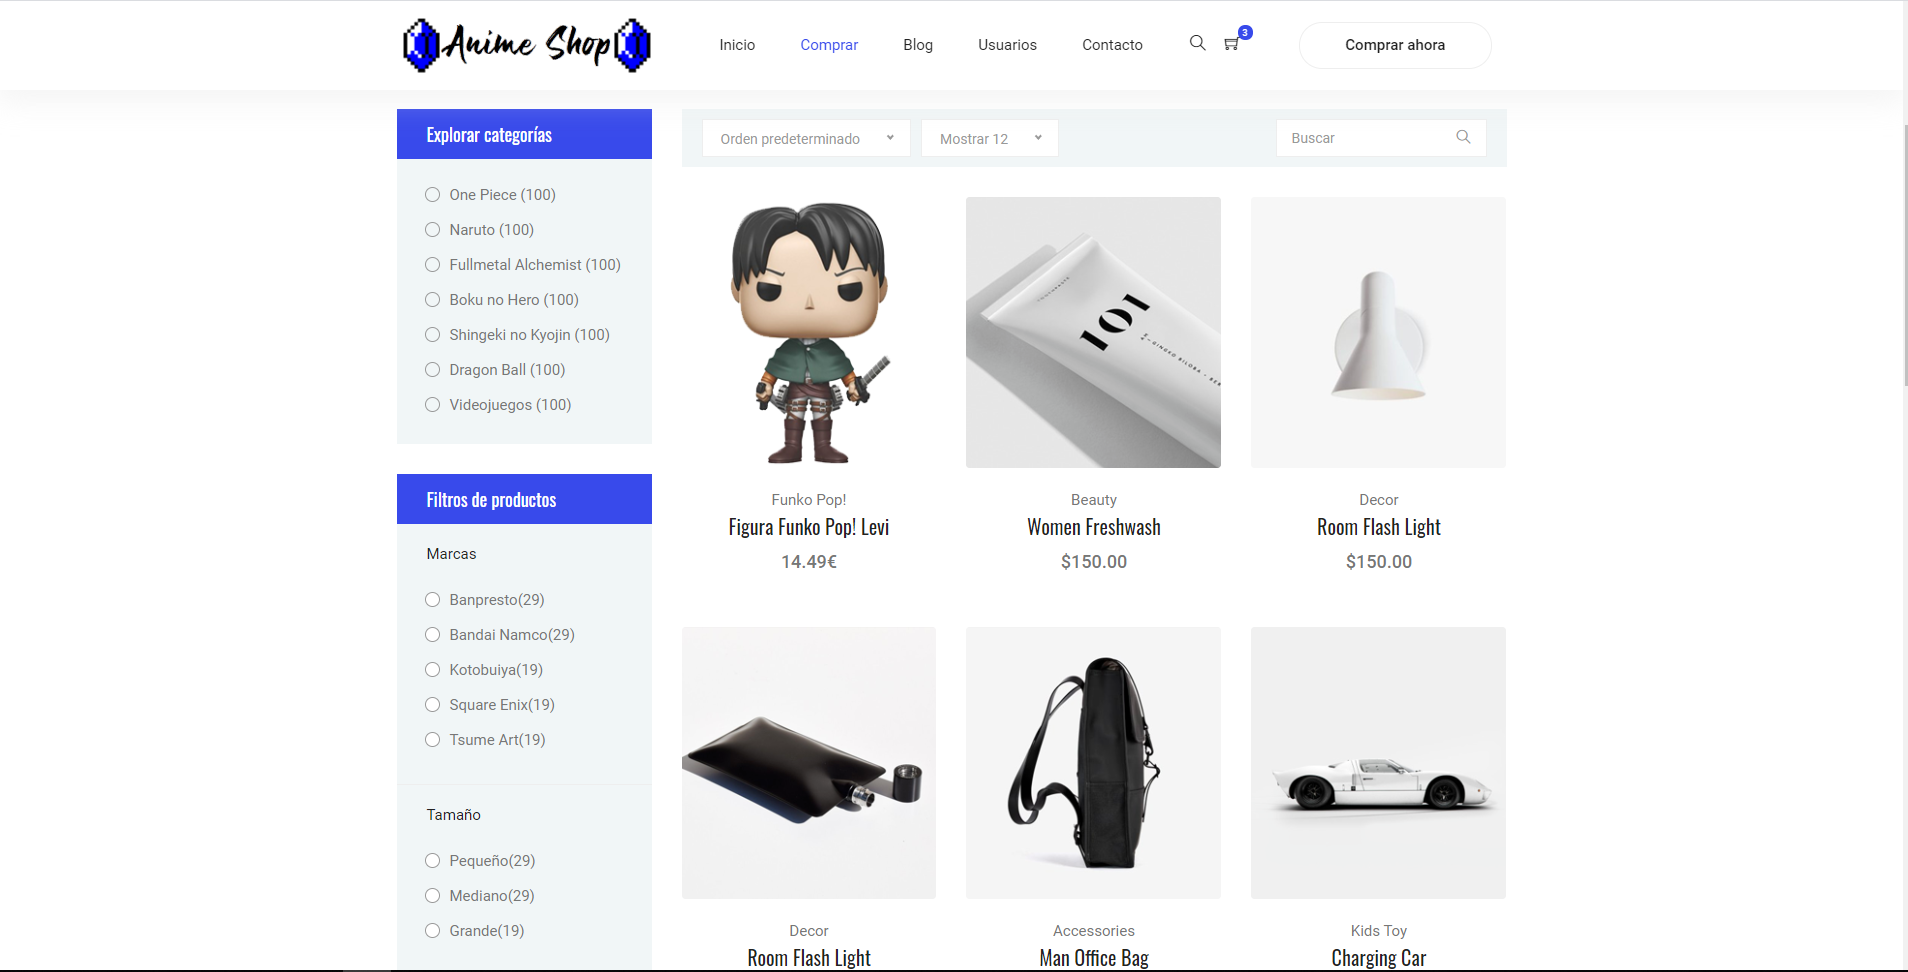 Anime Shop
Inicio
Comprar
Blog
Usuarios
Contacto
3
Comprar ahora
Explorar categorías
One Piece (100)
Naruto (100)
Fullmetal Alchemist (100)
Boku no Hero (100)
Shingeki no Kyojin (100)
Dragon Ball (100)
Videojuegos (100)
Filtros de productos
Marcas
Banpresto(29)
Bandai Namco(29)
Kotobuiya(19)
Square Enix(19)
Tsume Art(19)
Tamaño
Pequeño(29)
Mediano(29)
Grande(19)
Orden predeterminado
Mostrar 12
Buscar
101
Funko Pop!
Figura Funko Pop! Levi
14.49€
Beauty
Women Freshwash
$150.00
Decor
Room Flash Light
$150.00
Decor
Room Flash Light
Accessories
Man Office Bag
Kids Toy
Charging Car